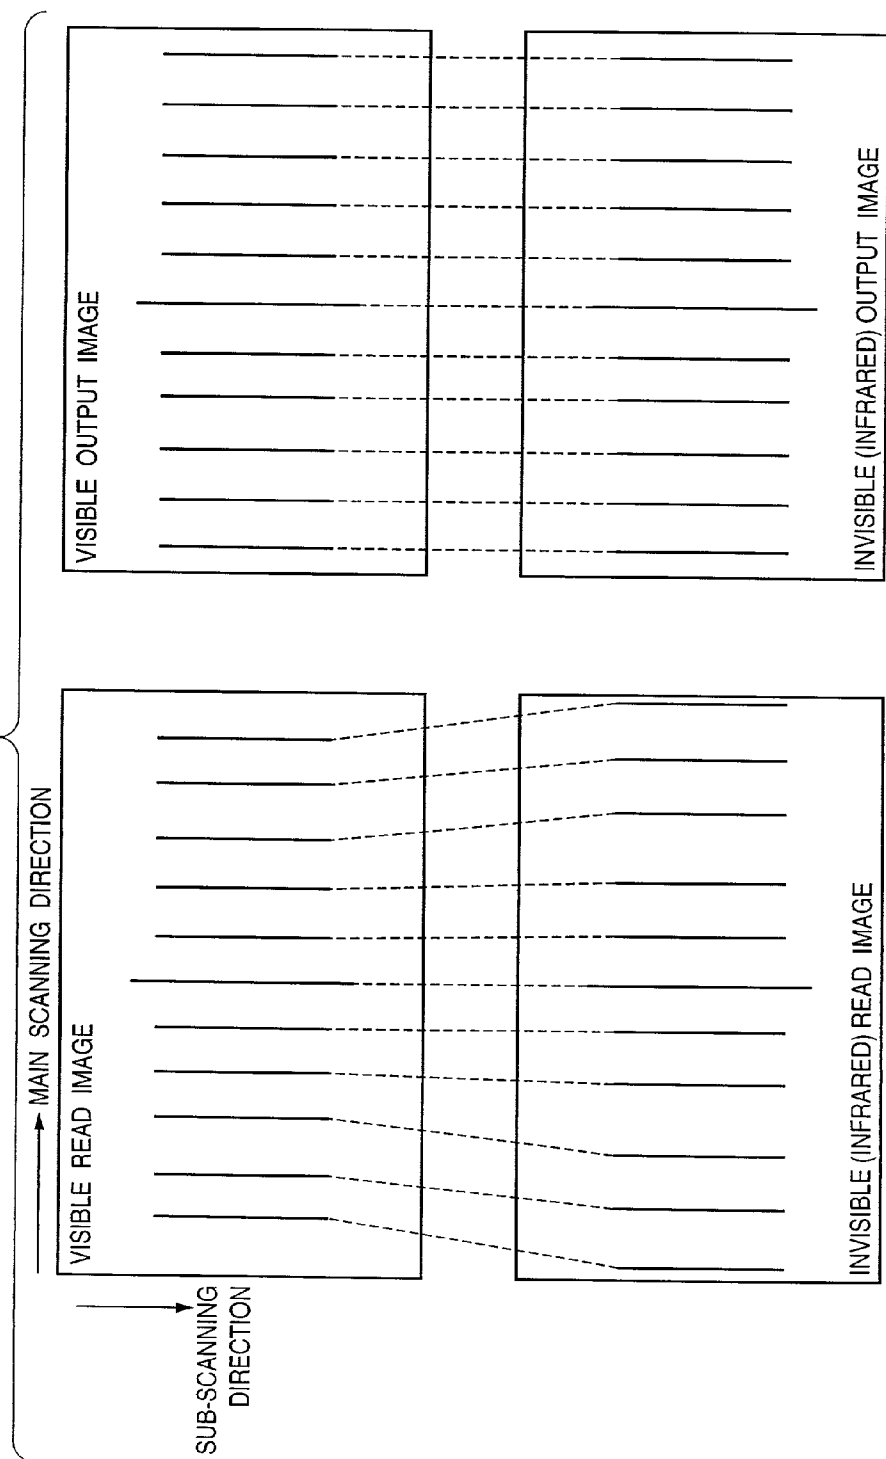 MAIN SCANNING DIRECTION
SUB-SCANNING
DIRECTION
VISIBLE READ IMAGE
VISIBLE OUTPUT IMAGE
INVISIBLE (INFRARED) READ IMAGE
INVISIBLE (INFRARED) OUTPUT IMAGE